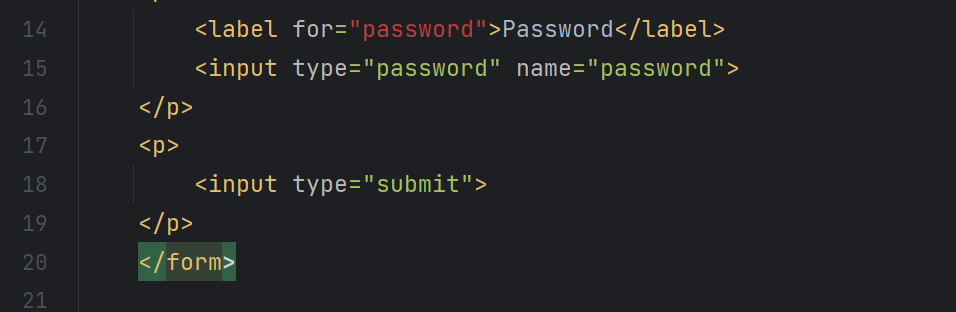 14 <label for="password">Password</label>
15 <input type="password" name="password">
16 </p>
17 <p>
18 <input type="submit">
19 </p>
20 </form>
21